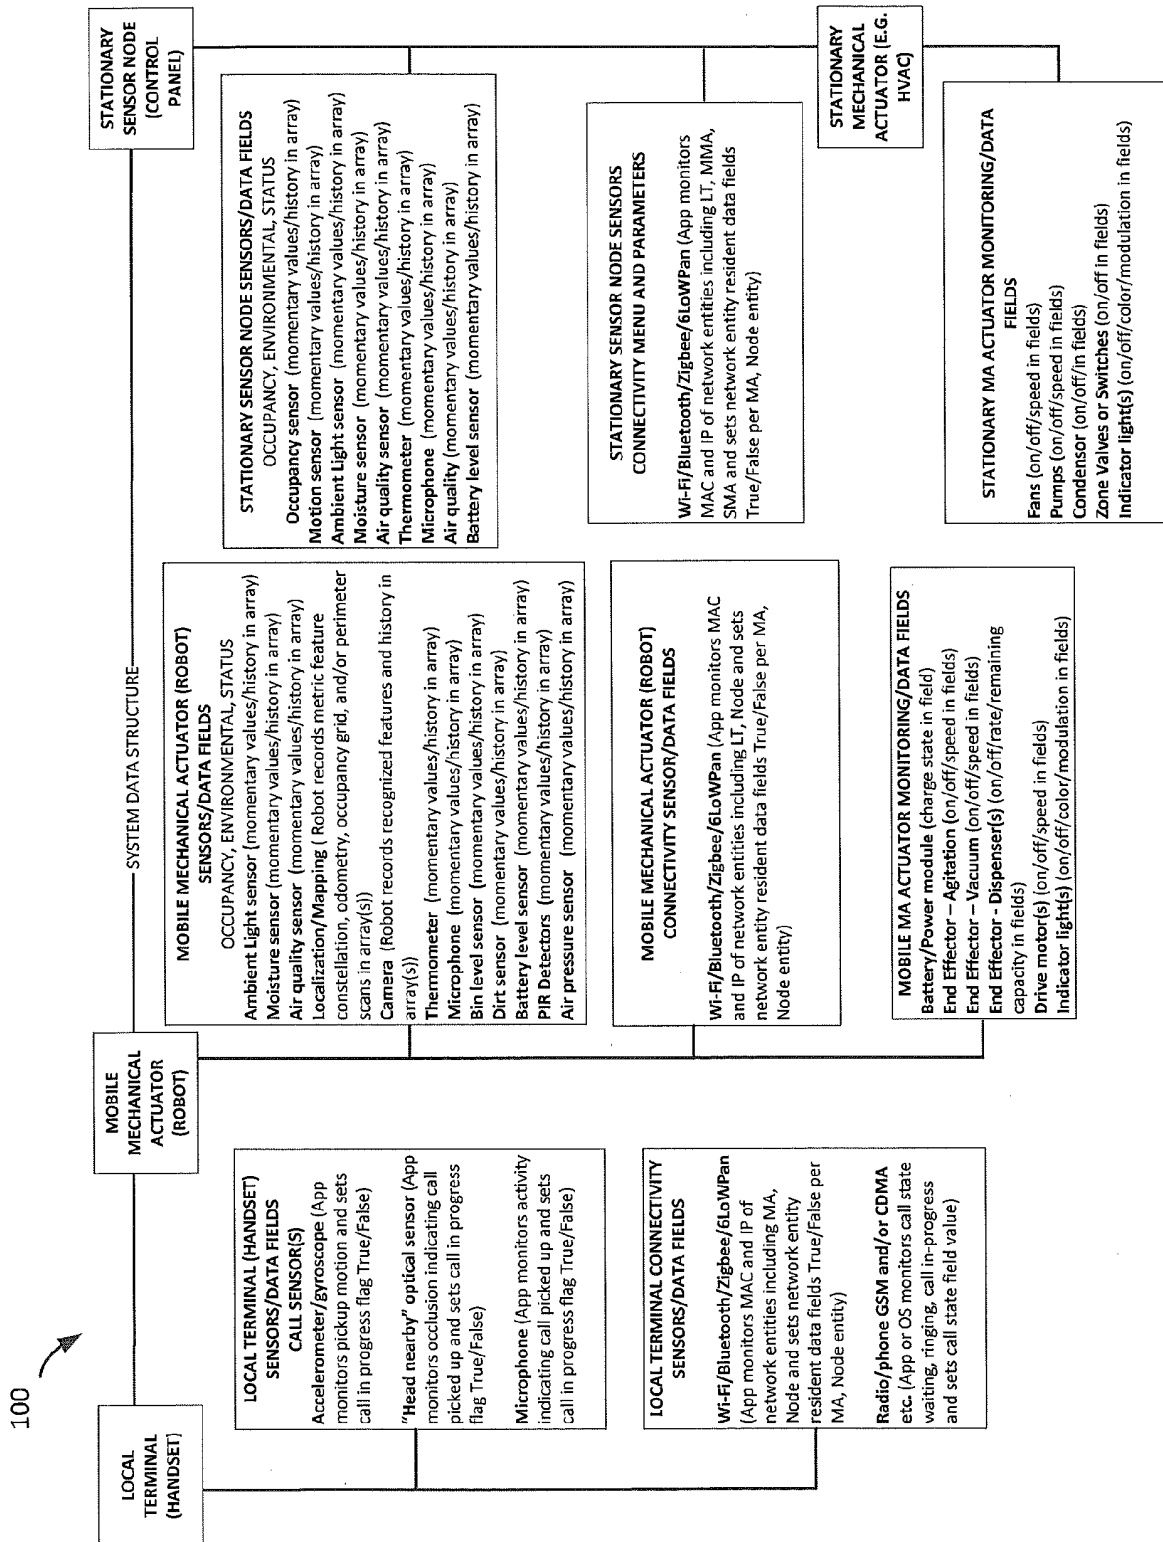 100
SYSTEM DATA STRUCTURE
LOCAL
TERMINAL
(HANDSET)
LOCAL TERMINAL (HANDSET)
SENSORS/DATA FIELDS
CALL SENSOR(S)
Accelerometer/gyroscope (App
monitors pickup motion and sets
call in progress flag True/False)
"Head nearby" optical sensor (App
monitors occlusion indicating call
picked up and sets call in progress
flag True/False)
Microphone (App monitors activity
indicating call picked up and sets
call in progress flag True/False)
LOCAL TERMINAL CONNECTIVITY
SENSORS/DATA FIELDS
Wi-Fi/Bluetooth/Zigbee/6LoWPan
(App monitors MAC and IP of
network entities including MA,
Node and sets network entity
resident data fields True/False per
MA, Node entity)
Radio/phone GSM and/or CDMA
etc. (App or OS monitors call state
waiting, ringing, call in-progress
and sets call state field value)
MOBILE
MECHANICAL
ACTUATOR
(ROBOT)
MOBILE MECHANICAL ACTUATOR (ROBOT)
SENSORS/DATA FIELDS
OCCUPANCY, ENVIRONMENTAL, STATUS
Ambient Light sensor (momentary values/history in array)
Moisture sensor (momentary values/history in array)
Air quality sensor (momentary values/history in array)
Localization/Mapping ( Robot records metric feature
constellation, odometry, occupancy grid, and/or perimeter
scans in array(s))
Camera (Robot records recognized features and history in
array(s))
Thermometer (momentary values/history in array)
Microphone (momentary values/history in array)
Bin level sensor (momentary values/history in array)
Dirt sensor (momentary values/history in array)
Battery level sensor (momentary values/history in array)
PIR Detectors (momentary values/history in array)
Air pressure sensor (momentary values/history in array)
MOBILE MECHANICAL ACTUATOR (ROBOT)
CONNECTIVITY SENSOR/DATA FIELDS
Wi-Fi/Bluetooth/Zigbee/6LoWPan (App monitors MAC
and IP of network entities including LT, Node and sets
network entity resident data fields True/False per MA,
Node entity)
MOBILE MA ACTUATOR MONITORING/DATA FIELDS
Battery/Power module (charge state in field)
End Effector – Agitation (on/off/speed in fields)
End Effector – Vacuum (on/off/speed in fields)
End Effector - Dispenser(s) (on/off/rate/remaining
capacity in fields)
Drive motor(s) (on/off/speed in fields)
Indicator light(s) (on/off/color/modulation in fields)
STATIONARY
SENSOR NODE
(CONTROL
PANEL)
STATIONARY SENSOR NODE SENSORS/DATA FIELDS
OCCUPANCY, ENVIRONMENTAL, STATUS
Occupancy sensor (momentary values/history in array)
Motion sensor (momentary values/history in array)
Ambient Light sensor (momentary values/history in array)
Moisture sensor (momentary values/history in array)
Air quality sensor (momentary values/history in array)
Thermometer (momentary values/history in array)
Microphone (momentary values/history in array)
Air quality (momentary values/history in array)
Battery level sensor (momentary values/history in array)
STATIONARY SENSOR NODE SENSORS
CONNECTIVITY MENU AND PARAMETERS
Wi-Fi/Bluetooth/Zigbee/6LoWPan (App monitors
MAC and IP of network entities including LT, MMA,
SMA and sets network entity resident data fields
True/False per MA, Node entity)
STATIONARY
MECHANICAL
ACTUATOR (E.G.
HVAC)
STATIONARY MA ACTUATOR MONITORING/DATA
FIELDS
Fans (on/off/speed in fields)
Pumps (on/off/speed in fields)
Condensor (on/off/in fields)
Zone Valves or Switches (on/off in fields)
Indicator light(s) (on/off/color/modulation in fields)